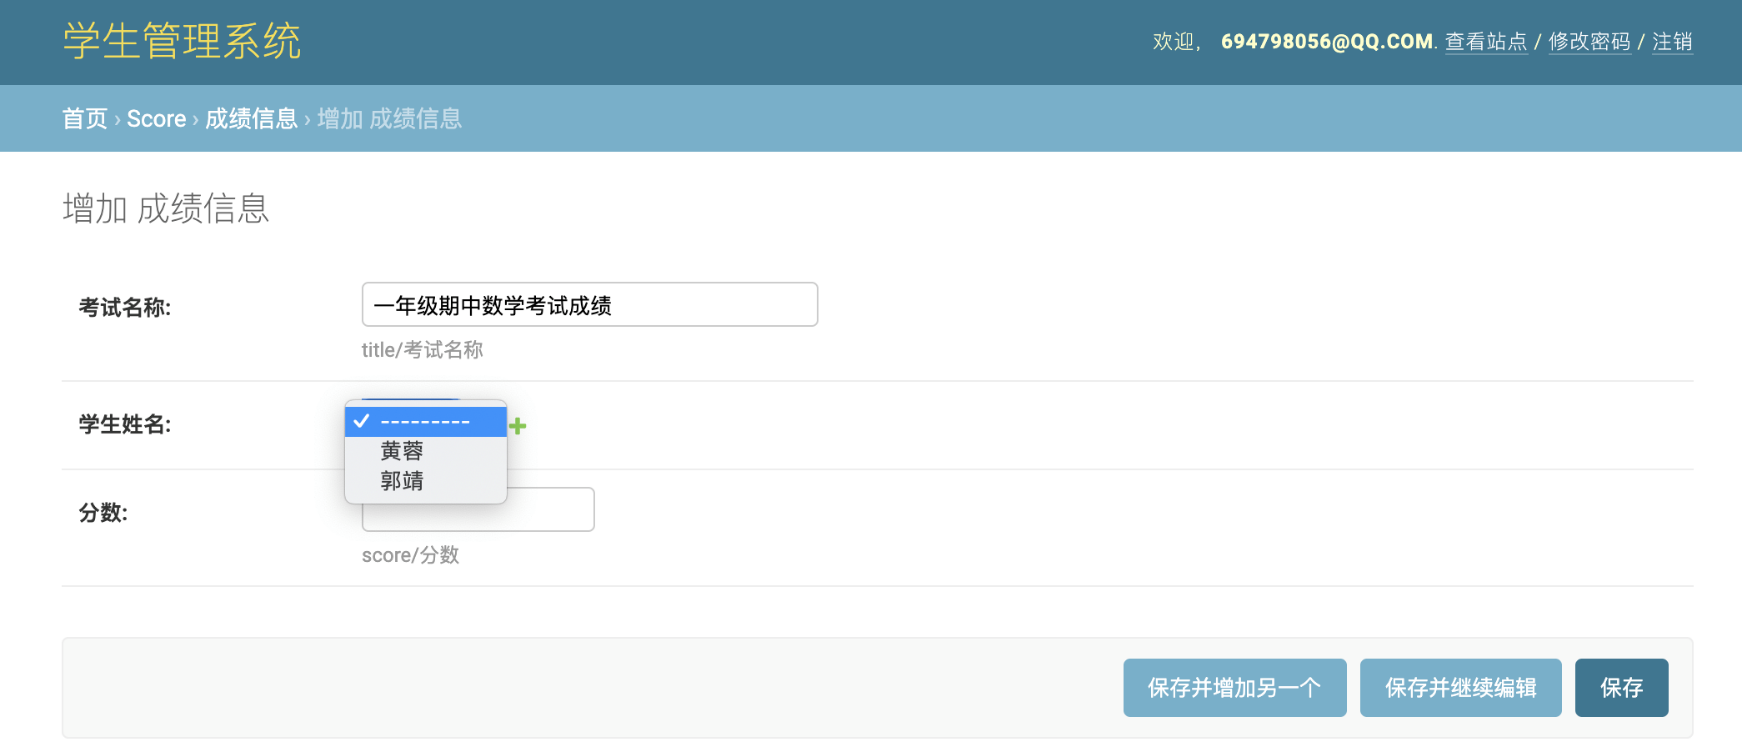 学生管理系统
欢迎, 694798056@QQ.COM. 查看站点 / 修改密码 / 注销
首页 › Score › 成绩信息 › 增加 成绩信息
增加 成绩信息
考试名称: 一年级期中数学考试成绩
title/考试名称
学生姓名: ---------
黄蓉
郭靖
分数:
score/分数
保存并增加另一个 保存并继续编辑 保存